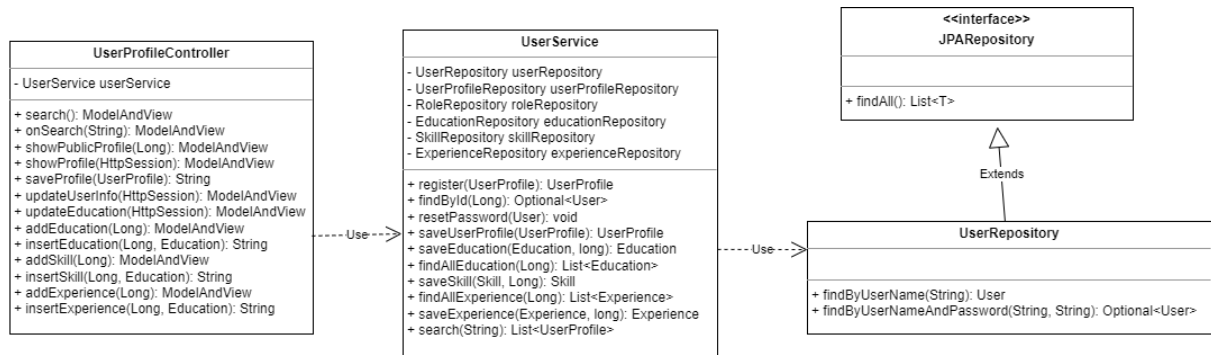 UserProfileController
- UserService userService
+ search(): ModelAndView
+ onSearch(String): ModelAndView
+ showPublicProfile(Long): ModelAndView
+ showProfile(HttpSession): ModelAndView
+ saveProfile(UserProfile): String
+ updateUserInfo(HttpSession): ModelAndView
+ updateEducation(HttpSession): ModelAndView
+ addEducation(Long): ModelAndView
+ insertEducation(Long, Education): String
+ addSkill(Long): ModelAndView
+ insertSkill(Long, Education): String
+ addExperience(Long): ModelAndView
+ insertExperience(Long, Education): String
Use
UserService
- UserRepository userRepository
- UserProfileRepository userProfileRepository
- RoleRepository roleRepository
- EducationRepository educationRepository
- SkillRepository skillRepository
- ExperienceRepository experienceRepository
+ register(UserProfile): UserProfile
+ findById(Long): Optional<User>
+ resetPassword(User): void
+ saveUserProfile(UserProfile): UserProfile
+ saveEducation(Education, long): Education
+ findAllEducation(Long): List<Education>
+ saveSkill(Skill, Long): Skill
+ findAllExperience(Long): List<Experience>
+ saveExperience(Experience, long): Experience
+ search(String): List<UserProfile>
Use
<<interface>>
JPARepository
+ findAll(): List<T>
Extends
UserRepository
+ findByUserName(String): User
+ findByUserNameAndPassword(String, String): Optional<User>